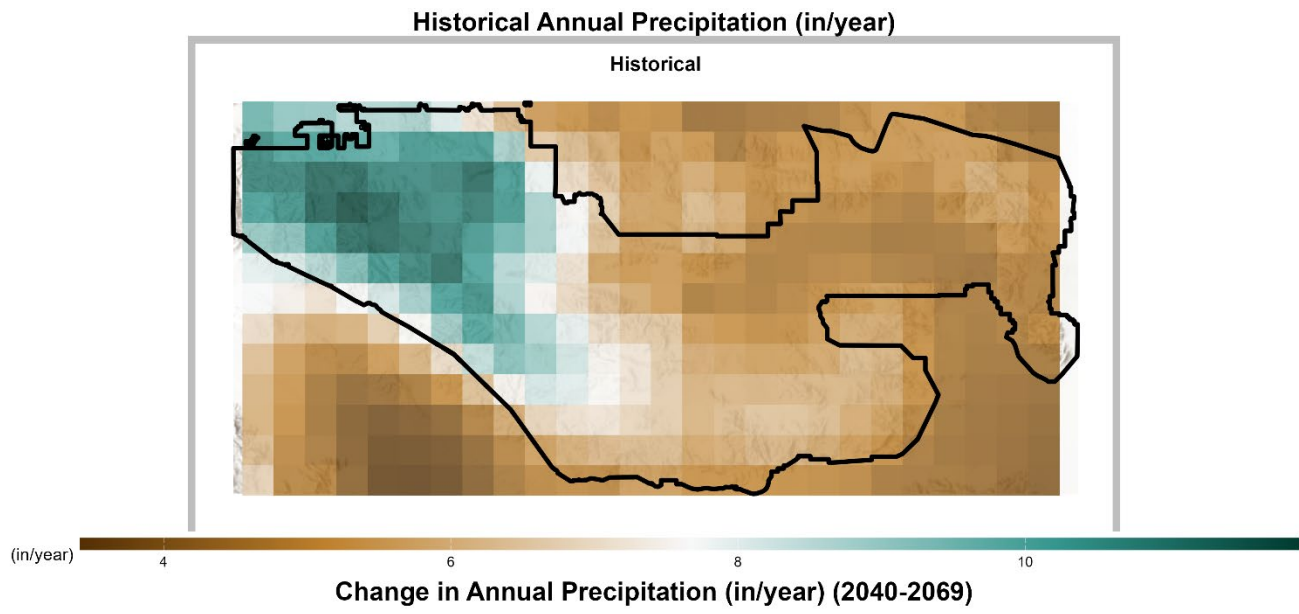 Historical Annual Precipitation (in/year)
Historical
(in/year)
4 6 8 10
Change in Annual Precipitation (in/year) (2040-2069)